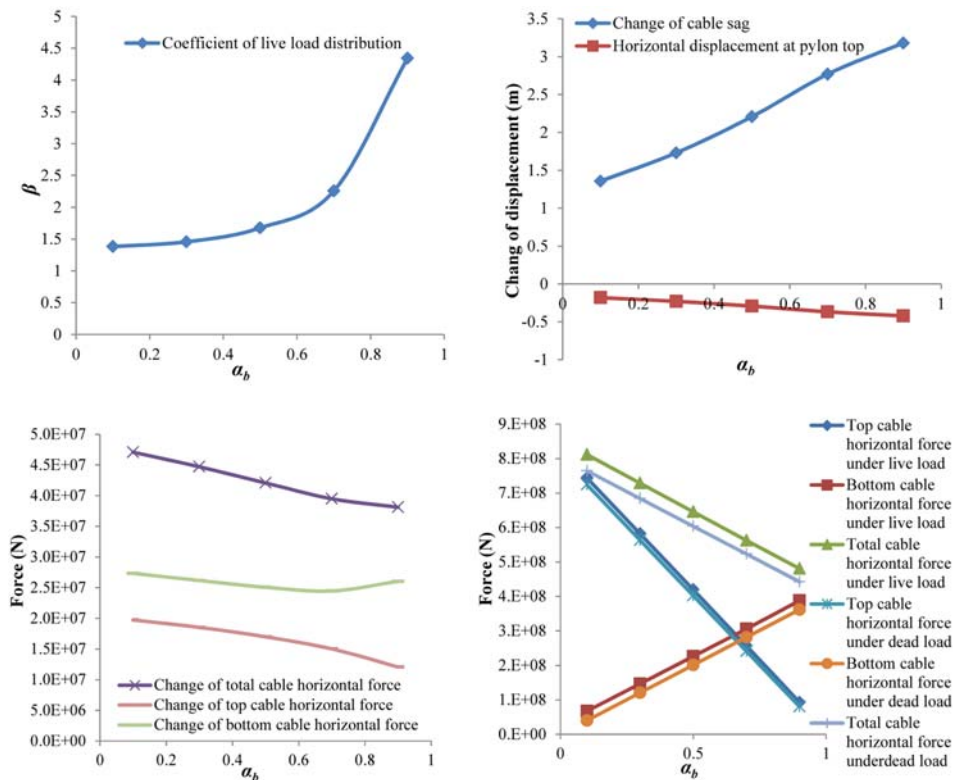 Coefficient of live load distribution
5
4.5
4
3.5
3
2.5
2
1.5
1
0.5
0
β
0
0.2
0.4
0.6
0.8
1
α_b
Change of cable sag
Horizontal displacement at pylon top
3.5
3
2.5
2
1.5
1
0.5
0
-0.5
-1
Chang of displacement (m)
0
0.2
0.4
0.6
0.8
1
α_b
5.0E+07
4.5E+07
4.0E+07
3.5E+07
3.0E+07
2.5E+07
2.0E+07
1.5E+07
1.0E+07
5.0E+06
0.0E+00
Force (N)
Change of total cable horizontal force
Change of top cable horizontal force
Change of bottom cable horizontal force
0
0.2
0.4
0.6
0.8
1
α_b
9.E+08
8.E+08
7.E+08
6.E+08
5.E+08
4.E+08
3.E+08
2.E+08
1.E+08
0.E+00
Force (N)
0
0.5
1
α_b
Top cable
horizontal force
under live load
Bottom cable
horizontal force
under live load
Total cable
horizontal force
under live load
Top cable
horizontal force
under dead load
Bottom cable
horizontal force
under dead load
Total cable
horizontal force
underdead load